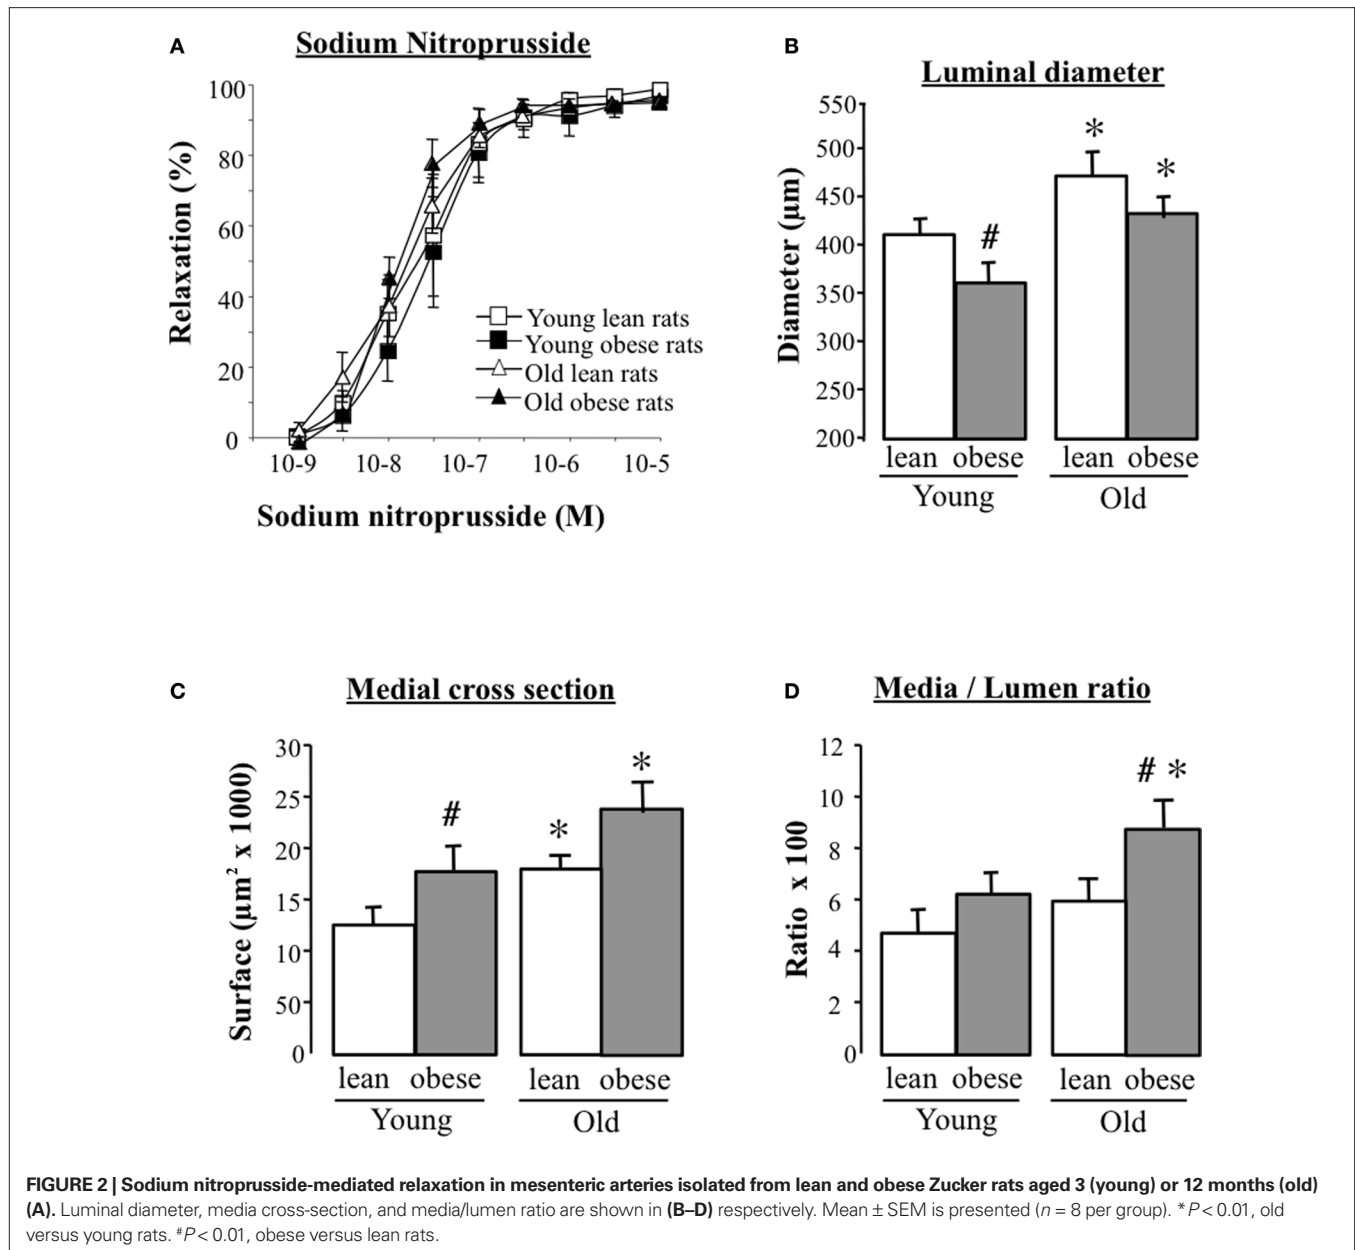 A
Sodium Nitroprusside
100
80
60
40
20
0
Relaxation (%)
Young lean rats
Young obese rats
Old lean rats
Old obese rats
10-9 10-8 10-7 10-6 10-5
Sodium nitroprusside (M)
B
Luminal diameter
550
500
450
400
350
300
250
200
Diameter (µm)
#
*
*
lean obese lean obese
Young Old
C
Medial cross section
30
25
20
15
10
50
0
Surface (µm² x 1000)
#
*
*
lean obese lean obese
Young Old
D
Media / Lumen ratio
12
10
8
6
4
2
0
Ratio x 100
# *
lean obese lean obese
Young Old
FIGURE 2 | Sodium nitroprusside-mediated relaxation in mesenteric arteries isolated from lean and obese Zucker rats aged 3 (young) or 12 months (old)
(A). Luminal diameter, media cross-section, and media/lumen ratio are shown in (B–D) respectively. Mean ± SEM is presented (n = 8 per group). *P < 0.01, old
versus young rats. #P < 0.01, obese versus lean rats.